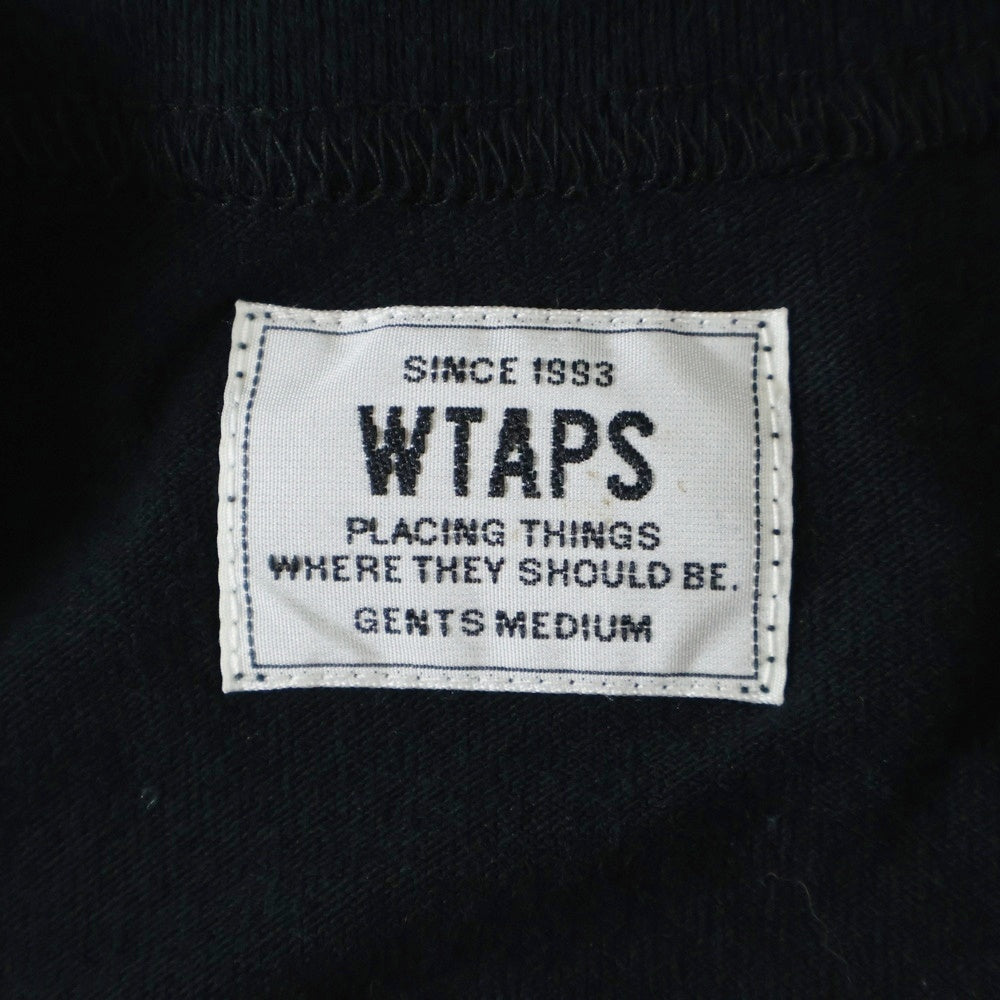 SINCE 1993
WTAPS
PLACING THINGS
WHERE THEY SHOULD BE.
GENTS MEDIUM